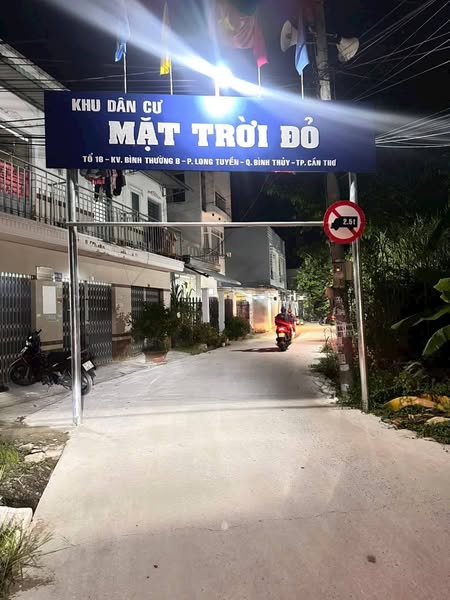 KHU DÂN CƯ
MẶT TRỜI ĐỎ
TỔ 18 - KV. BÌNH THƯỜNG B - P. LONG TUYỀN - Q. BÌNH THỦY - TP. CẦN THƠ
2.5t